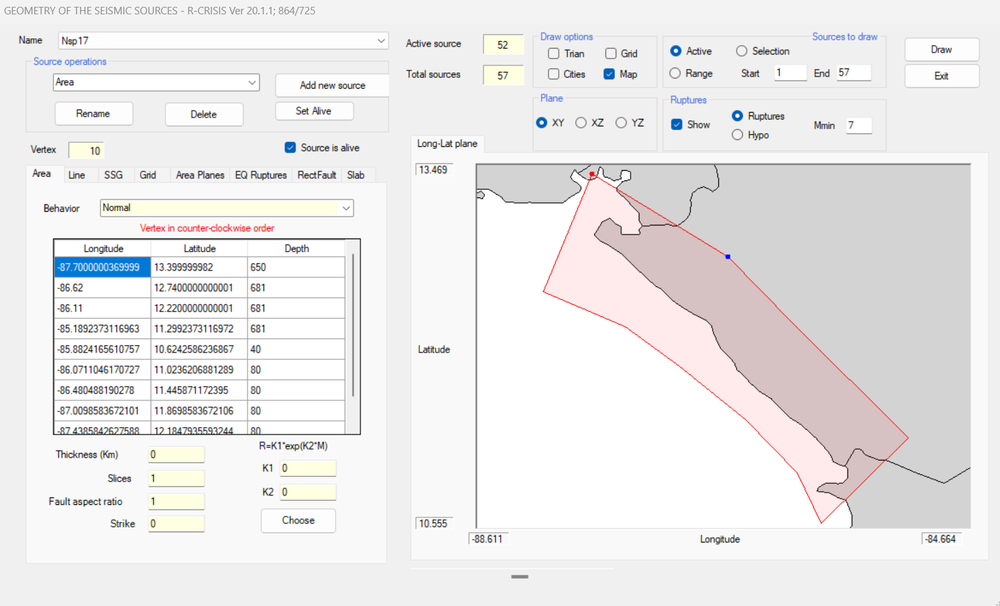 GEOMETRY OF THE SEISMIC SOURCES - R-CRISIS Ver 20.1.1; 864/725
Name Nsp17
Source operations
Area
Add new source
Rename Delete Set Alive
Vertex 10 Source is alive
Area Line SSG Grid Area Planes EQ Ruptures RectFault Slab
Behavior Normal
Vertex in counter-clockwise order
Longitude Latitude Depth
-87.7000000369999 13.399999982 650
-86.62 12.7400000000001 681
-86.11 12.2200000000001 681
-85.1892373116963 11.2992373116972 681
-85.8824165610757 10.6242586236867 40
-86.0711046170727 11.0236206881289 80
-86.480488190278 11.445871172395 80
-87.0098583672101 11.8698583672106 80
-87.4385842627588 12.1847935593244 80
Thickness (Km) 0
Slices 1
Fault aspect ratio 1
Strike 0
R=K1*exp(K2*M)
K1 0
K2 0
Choose
Active source 52
Total sources 57
Draw options
Trian Grid
Cities Map
Sources to draw
Active Selection
Range Start 1 End 57
Draw
Exit
Plane
XY XZ YZ
Ruptures
Show Ruptures
Hypo
Mmin 7
Long-Lat plane
13.469
Latitude
10.555
-88.611 Longitude -84.664